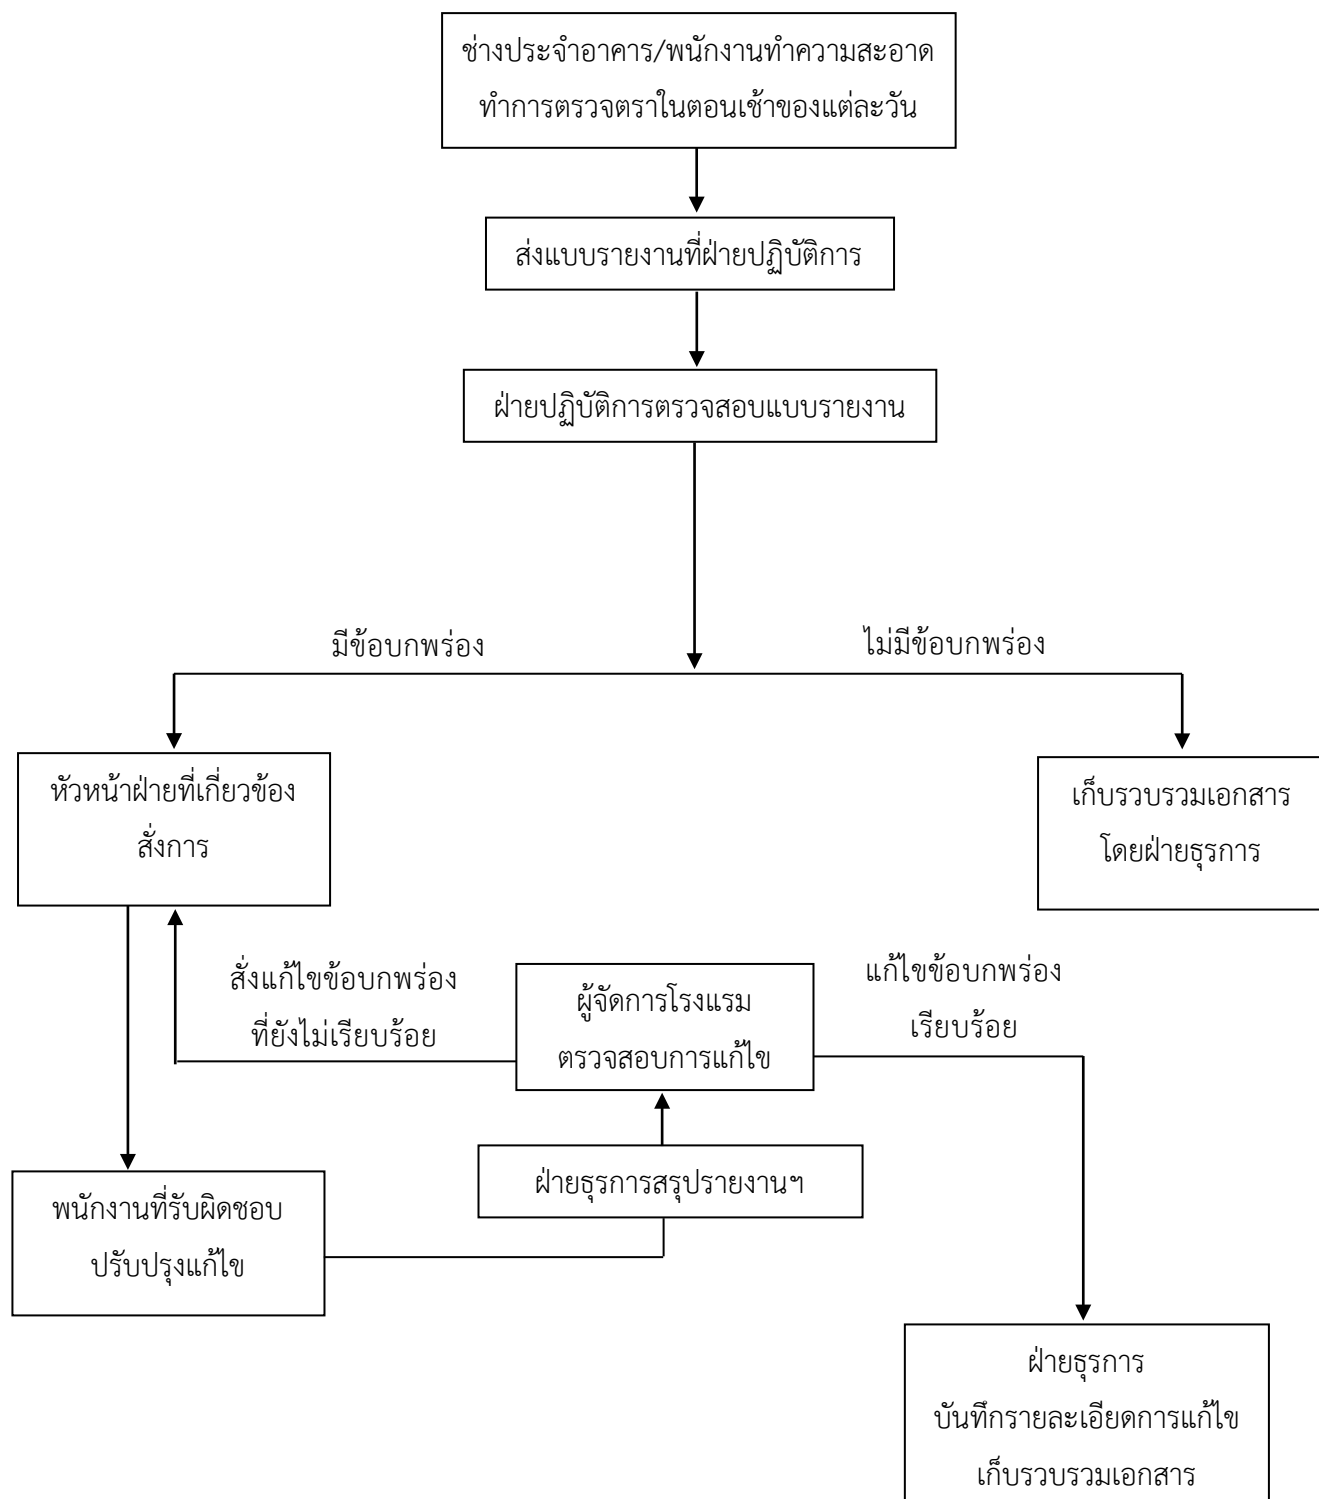 ช่างประจำอาคาร/พนักงานทำความสะอาด
ทำการตรวจตราในตอนเช้าของแต่ละวัน
ส่งแบบรายงานที่ฝ่ายปฏิบัติการ
ฝ่ายปฏิบัติการตรวจสอบแบบรายงาน
มีข้อบกพร่อง
ไม่มีข้อบกพร่อง
หัวหน้าฝ่ายที่เกี่ยวข้อง
สั่งการ
เก็บรวบรวมเอกสาร
โดยฝ่ายธุรการ
สั่งแก้ไขข้อบกพร่อง
ที่ยังไม่เรียบร้อย
ผู้จัดการโรงแรม
ตรวจสอบการแก้ไข
แก้ไขข้อบกพร่อง
เรียบร้อย
ฝ่ายธุรการสรุปรายงานฯ
พนักงานที่รับผิดชอบ
ปรับปรุงแก้ไข
ฝ่ายธุรการ
บันทึกรายละเอียดการแก้ไข
เก็บรวบรวมเอกสาร